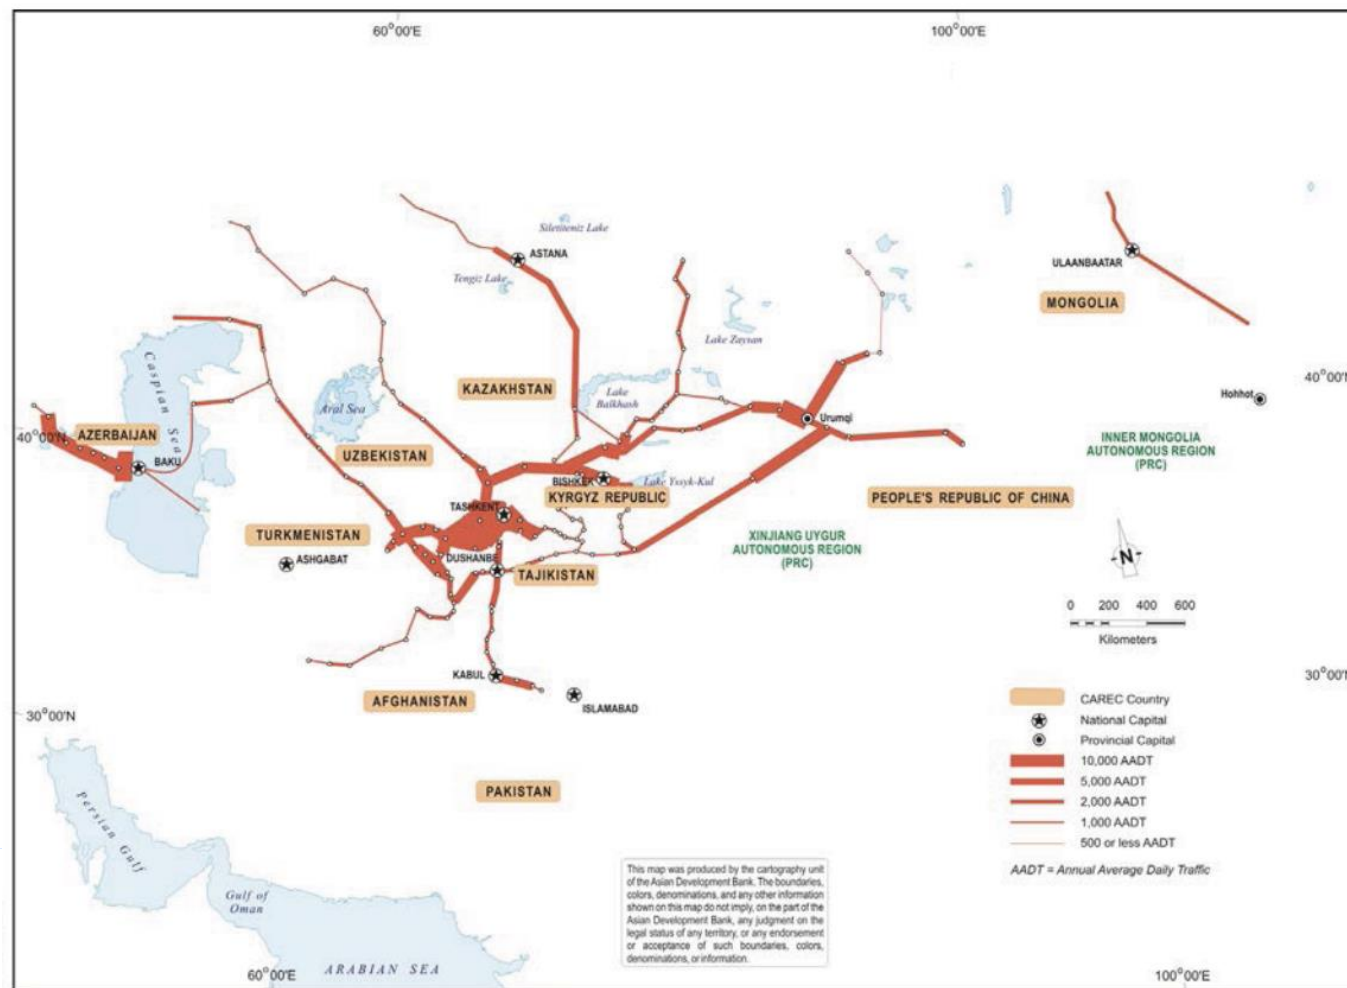 60°00'E
100°00'E
Siletiteniz Lake
ASTANA
ULAANBAATAR
Tengiz Lake
MONGOLIA
Lake Zaysan
Caspian Sea
KAZAKHSTAN
Lake
Balkhash
40°00'N
Aral Sea
Hohhot
40°00'N
AZERBAIJAN
Urumqi
UZBEKISTAN
INNER MONGOLIA
AUTONOMOUS REGION
(PRC)
BAKU
BISHKEK
Lake Yssyk-Kul
KYRGYZ REPUBLIC
PEOPLE'S REPUBLIC OF CHINA
TASHKENT
TURKMENISTAN
XINJIANG UYGUR
AUTONOMOUS REGION
(PRC)
ASHGABAT
DUSHANBE
TAJIKISTAN
N
0 200 400 600
Kilometers
KABUL
30°00'N
AFGHANISTAN
ISLAMABAD
30°00'N
CAREC Country
National Capital
Provincial Capital
10,000 AADT
5,000 AADT
2,000 AADT
1,000 AADT
500 or less AADT
AADT = Annual Average Daily Traffic
PAKISTAN
Persian Gulf
Gulf of
Oman
This map was produced by the cartography unit
of the Asian Development Bank. The boundaries,
colors, denominations, and any other information
shown on this map do not imply, on the part of the
Asian Development Bank, any judgment on the
legal status of any territory, or any endorsement
or acceptance of such boundaries, colors,
denominations, or information.
ARABIAN SEA
60°00'E
100°00'E